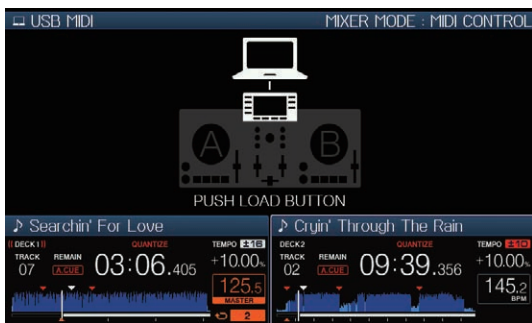 USB MIDI
MIXER MODE : MIDI CONTROL
A
B
PUSH LOAD BUTTON
♪ Searchin' For Love
DECK1
QUANTIZE
TEMPO ±16
TRACK
07
REMAIN
A.CUE
03:06.405
+10.00%
125.5
MASTER
2
♪ Cryin' Through The Rain
DECK2
QUANTIZE
TEMPO ±10
TRACK
02
REMAIN
A.CUE
09:39.356
+10.00%
145.2
BPM